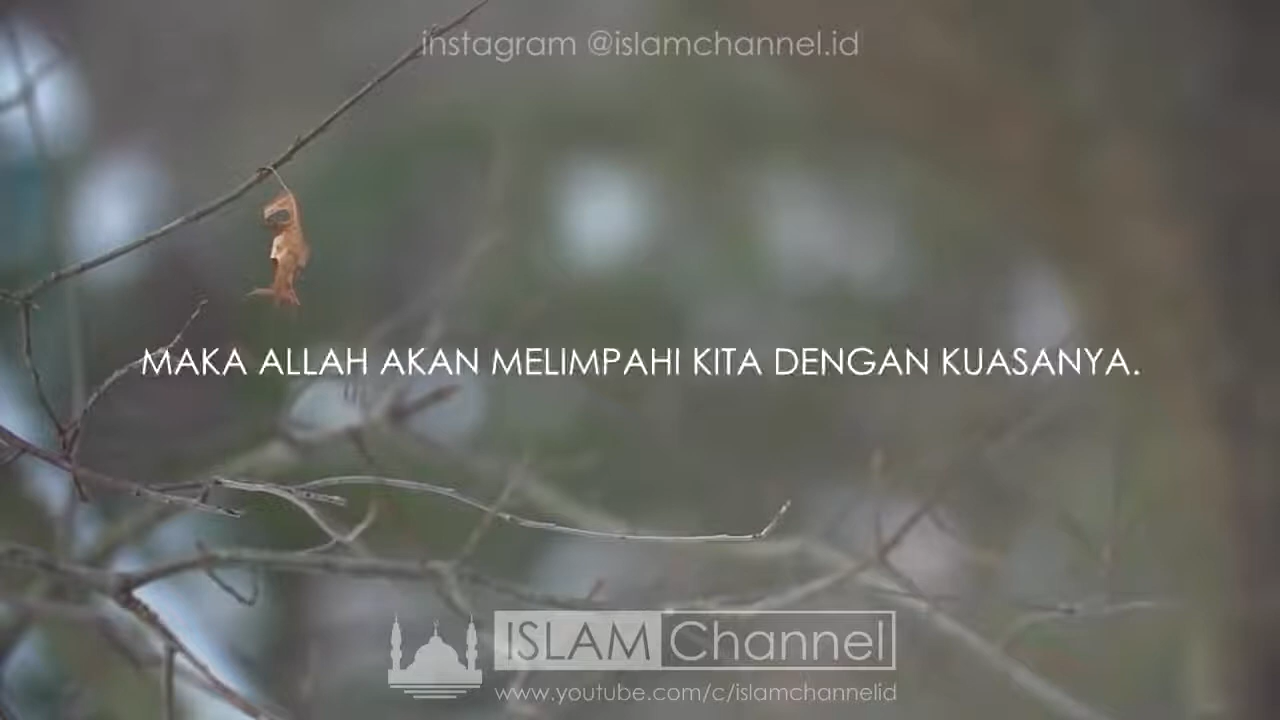 instagram @islamchannel.id
MAKA ALLAH AKAN MELIMPAHI KITA DENGAN KUASANYA.
ISLAM Channel
www.youtube.com/c/islamchannelid